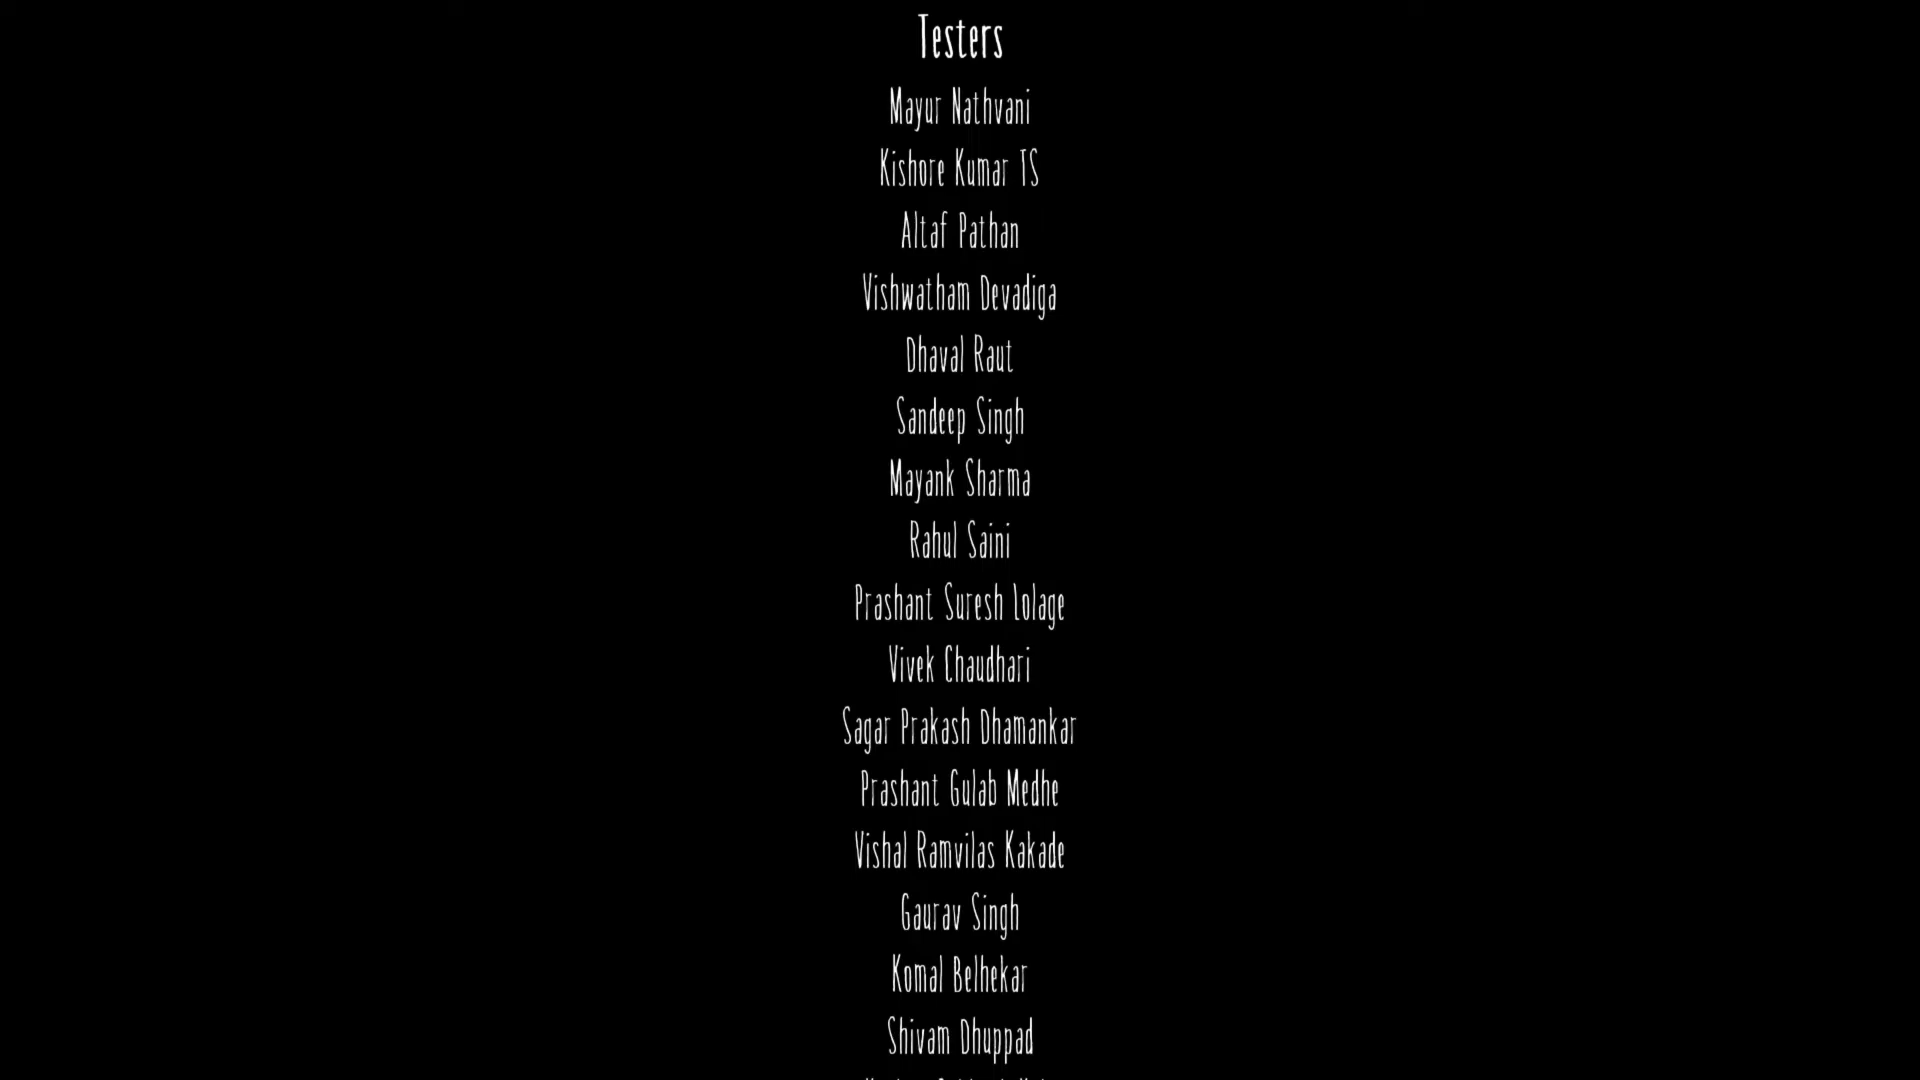 Testers
Mayur Nathvani
Kishore Kumar TS
Altaf Pathan
Vishwatham Devadiga
Dhaval Raut
Sandeep Singh
Mayank Sharma
Rahul Saini
Prashant Suresh Lolage
Vivek Chaudhari
Sagar Prakash Dhamankar
Prashant Gulab Medhe
Vishal Ramvilas Kakade
Gaurav Singh
Komal Belhekar
Shivam Dhuppad